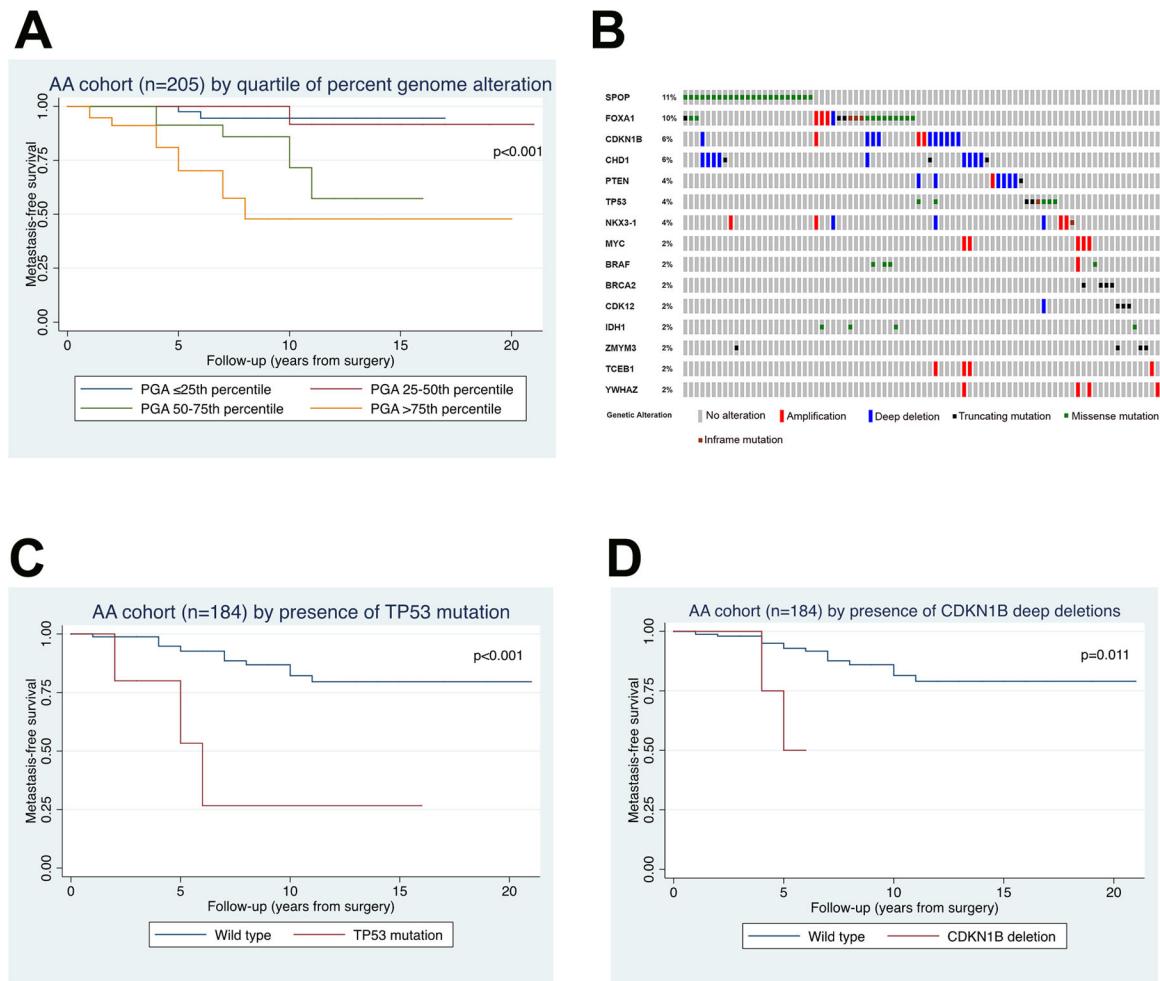 A
AA cohort (n=205) by quartile of percent genome alteration
Metastasis-free survival
1.00
0.75
0.50
0.25
0.00
p<0.001
0 5 10 15 20
Follow-up (years from surgery)
PGA ≤25th percentile PGA 25-50th percentile
PGA 50-75th percentile PGA >75th percentile
B
SPOP 11%
FOXA1 10%
CDKN1B 6%
CHD1 6%
PTEN 4%
TP53 4%
NKX3-1 4%
MYC 2%
BRAF 2%
BRCA2 2%
CDK12 2%
IDH1 2%
ZMYM3 2%
TCEB1 2%
YWHAZ 2%
Genetic Alteration No alteration Amplification Deep deletion Truncating mutation Missense mutation
Inframe mutation
C
AA cohort (n=184) by presence of TP53 mutation
Metastasis-free survival
1.00
0.75
0.50
0.25
0.00
p<0.001
0 5 10 15 20
Follow-up (years from surgery)
Wild type TP53 mutation
D
AA cohort (n=184) by presence of CDKN1B deep deletions
Metastasis-free survival
1.00
0.75
0.50
0.25
0.00
p=0.011
0 5 10 15 20
Follow-up (years from surgery)
Wild type CDKN1B deletion